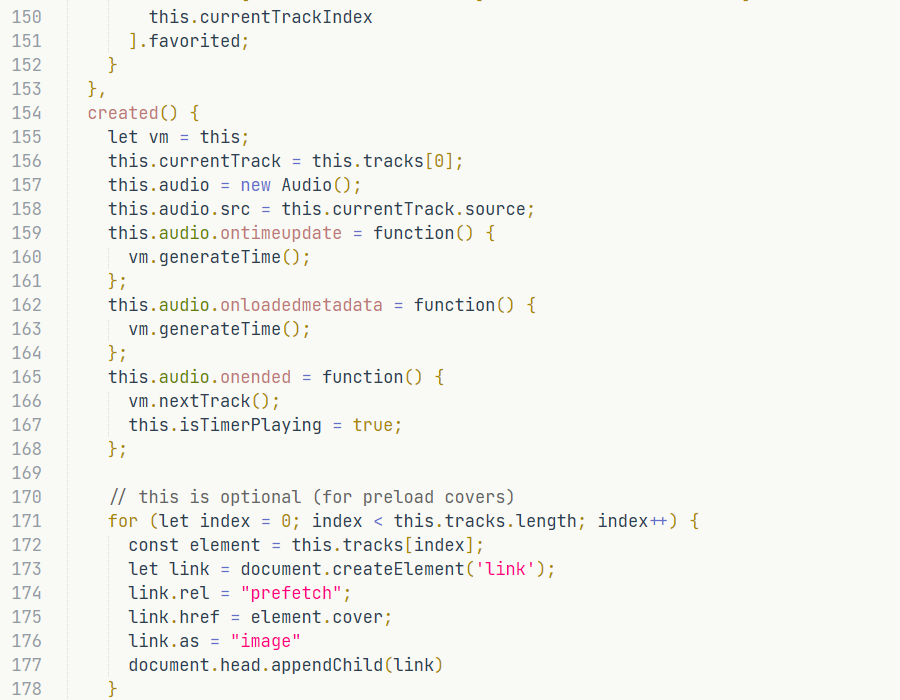 150 this.currentTrackIndex
151 ].favorited;
152 }
153 },
154 created() {
155 let vm = this;
156 this.currentTrack = this.tracks[0];
157 this.audio = new Audio();
158 this.audio.src = this.currentTrack.source;
159 this.audio.ontimeupdate = function() {
160 vm.generateTime();
161 };
162 this.audio.onloadedmetadata = function() {
163 vm.generateTime();
164 };
165 this.audio.onended = function() {
166 vm.nextTrack();
167 this.isTimerPlaying = true;
168 };
169
170 // this is optional (for preload covers)
171 for (let index = 0; index < this.tracks.length; index++) {
172 const element = this.tracks[index];
173 let link = document.createElement('link');
174 link.rel = "prefetch";
175 link.href = element.cover;
176 link.as = "image"
177 document.head.appendChild(link)
178 }